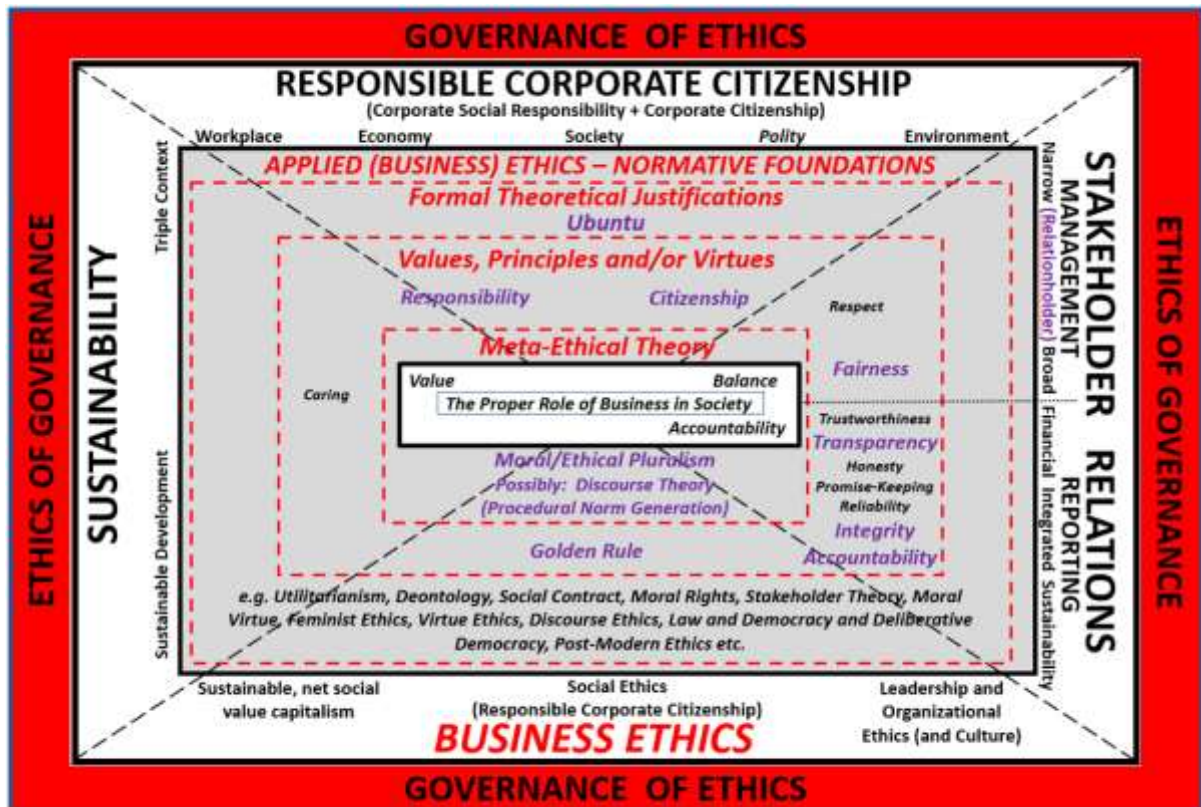 GOVERNANCE OF ETHICS
RESPONSIBLE CORPORATE CITIZENSHIP
(Corporate Social Responsibility + Corporate Citizenship)
Workplace Economy Society Polity Environment
ETHICS OF GOVERNANCE
SUSTAINABILITY
Triple Context
Sustainable Development
APPLIED (BUSINESS) ETHICS – NORMATIVE FOUNDATIONS
Formal Theoretical Justifications
Ubuntu
Values, Principles and/or Virtues
Responsibility Citizenship
Respect
Meta-Ethical Theory
Fairness
Caring
Value Balance
The Proper Role of Business in Society
Accountability
Trustworthiness
Transparency
Honesty
Promise-Keeping
Reliability
Integrity
Accountability
Moral/Ethical Pluralism
Possibly: Discourse Theory
(Procedural Norm Generation)
Golden Rule
e.g. Utilitarianism, Deontology, Social Contract, Moral Rights, Stakeholder Theory, Moral
Virtue, Feminist Ethics, Virtue Ethics, Discourse Ethics, Law and Democracy and Deliberative
Democracy, Post-Modern Ethics etc.
Narrow (Relationholder) Broad
Financial Integrated Sustainability
MANAGEMENT
REPORTING
STAKEHOLDER RELATIONS
ETHICS OF GOVERNANCE
Sustainable, net social
value capitalism
Social Ethics
(Responsible Corporate Citizenship)
Leadership and
Organizational
Ethics (and Culture)
BUSINESS ETHICS
GOVERNANCE OF ETHICS